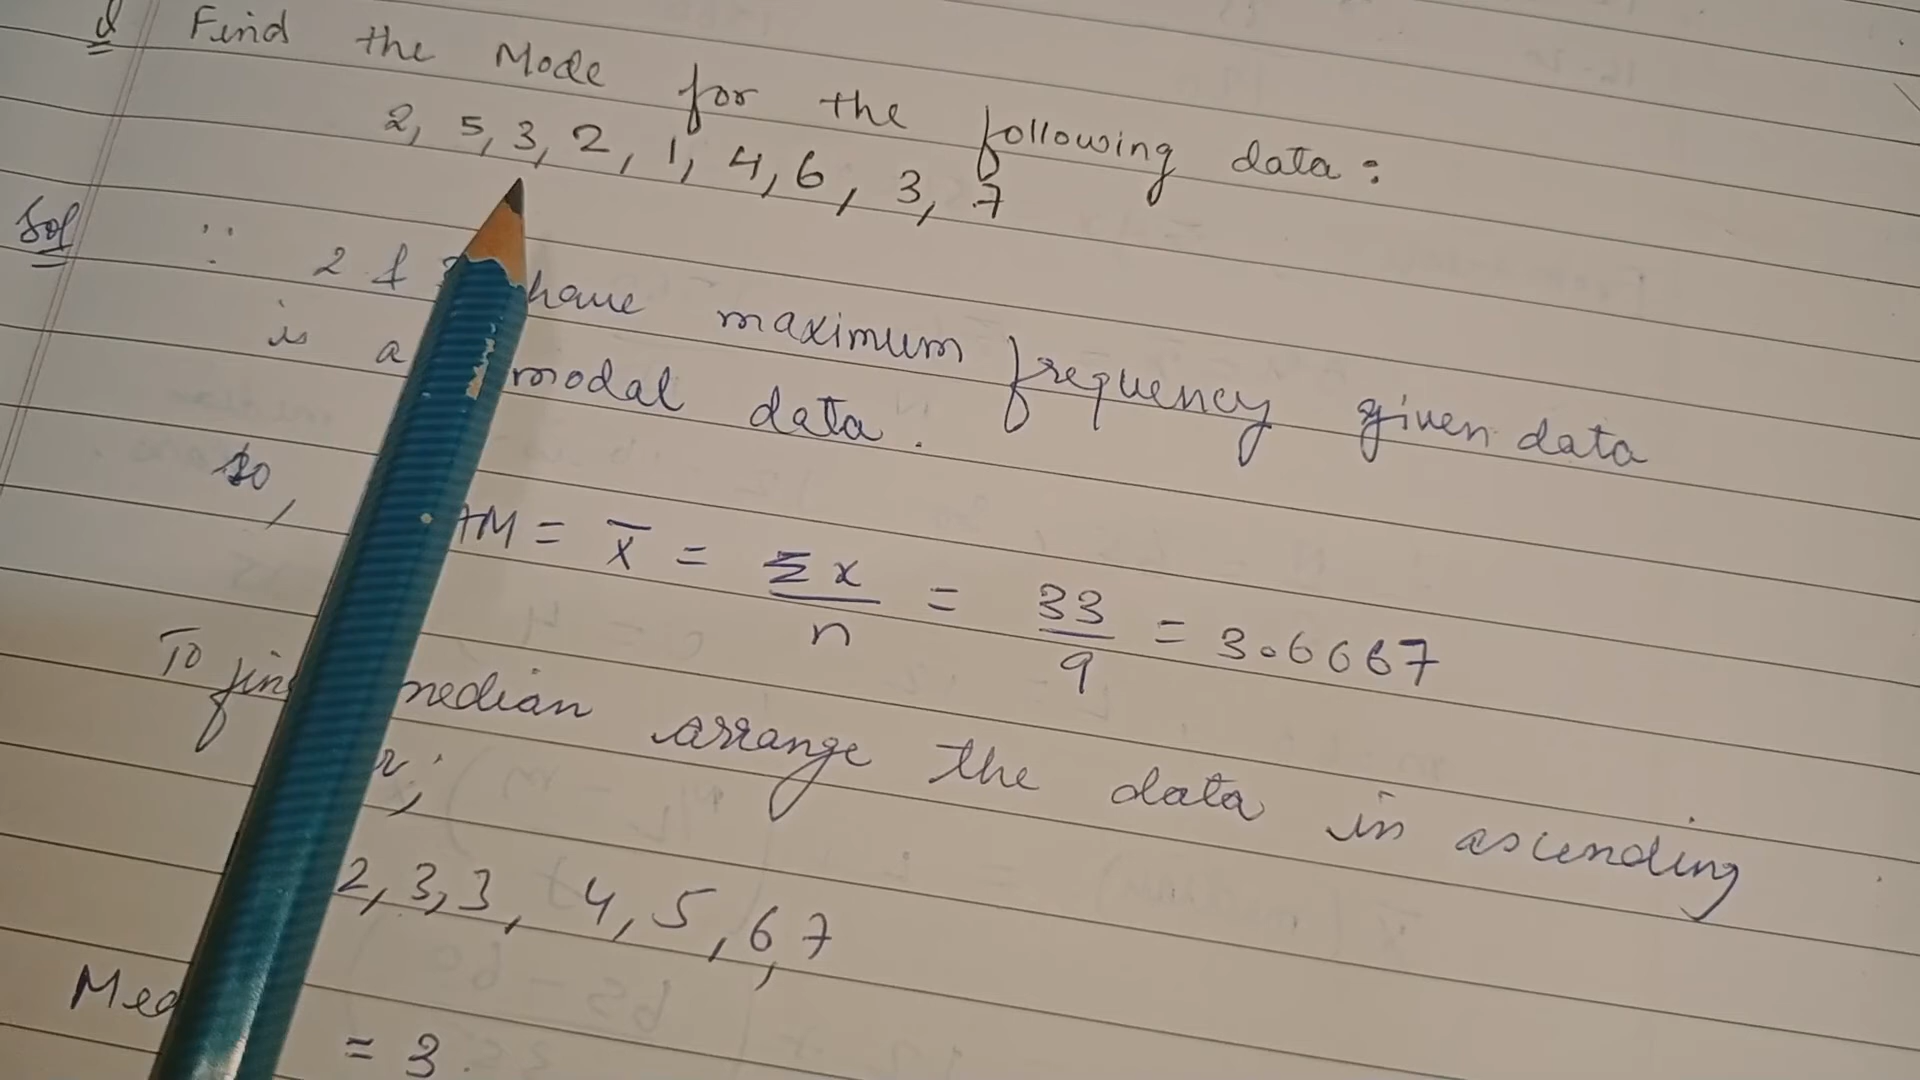 Q Find the Mode for the following data:
2, 5, 3, 2, 1, 4, 6, 3, 7
Sol ∵ 2 & have maximum frequency given data
is a modal data.
so, AM = x̄ = Σx/n = 33/9 = 3.6667
To find median arrange the data in ascending
2, 3, 3, 4, 5, 6, 7
= 3